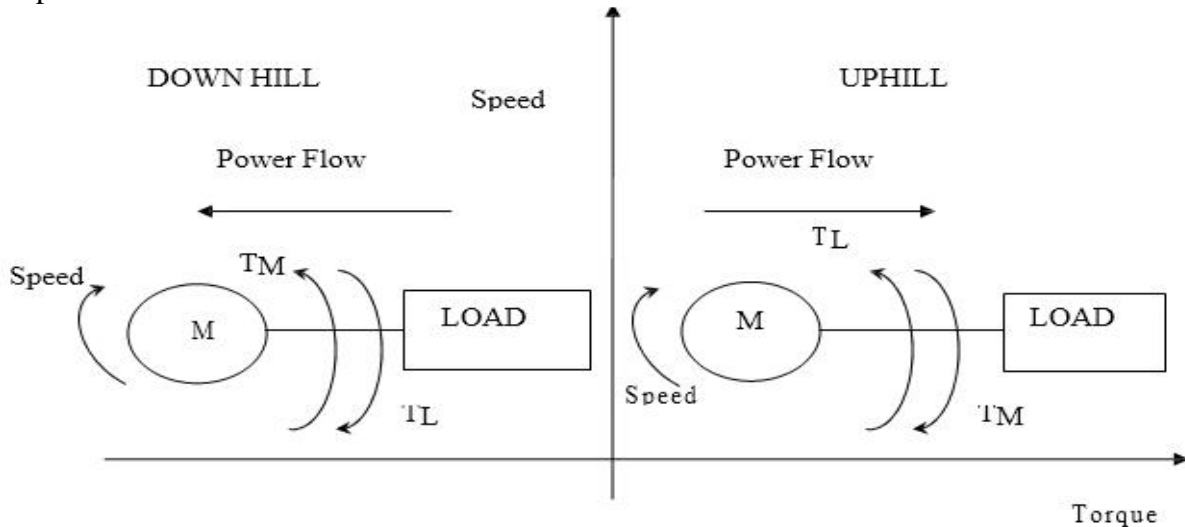 DOWN HILL
Speed
UPHILL
Power Flow
Power Flow
TL
TM
Speed
M
LOAD
M
LOAD
Speed
TL
TM
Torque